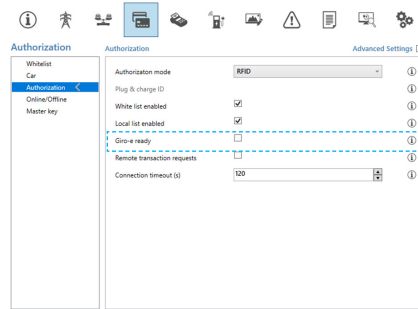 Authorization
Authorization
Advanced Settings [
Whitelist
Car
Authorization
Online/Offline
Master key
Authorizaton mode
RFID
Plug & charge ID
White list enabled
Local list enabled
Giro-e ready
Remote transaction requests
Connection timeout (s)
120